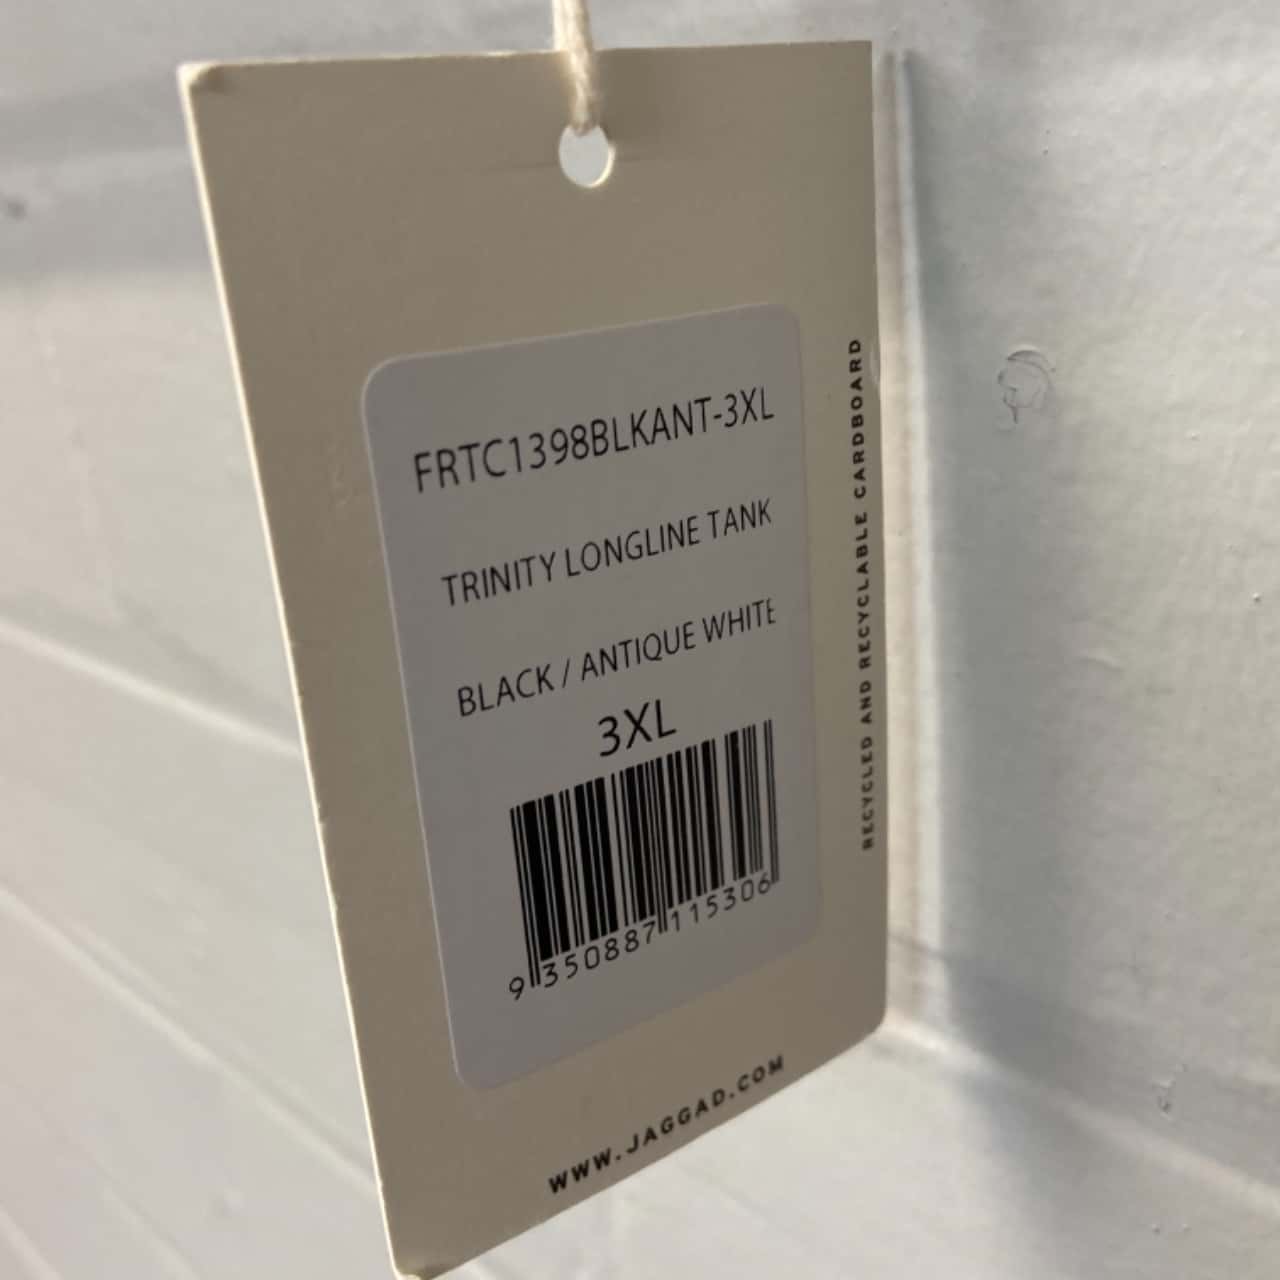 FRTC1398BLKANT-3XL
TRINITY LONGLINE TANK
BLACK / ANTIQUE WHITE
3XL
9 350887 115306
WWW.JAGGAD.COM
RECYCLED AND RECYCLABLE CARDBOARD